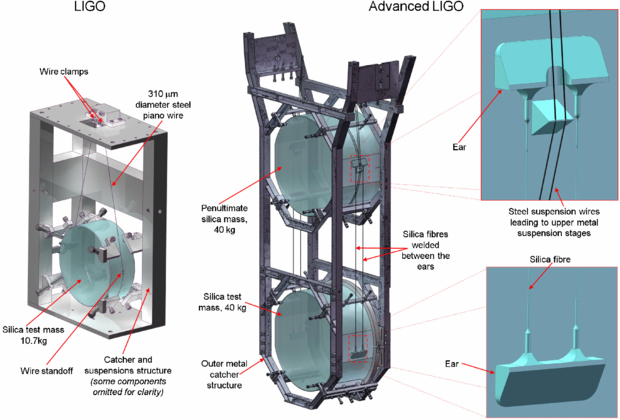 LIGO
Wire clamps
310 μm
diameter steel
piano wire
Silica test mass
10.7kg
Wire standoff
Catcher and
suspensions structure
(some components
omitted for clarity)
Advanced LIGO
Penultimate
silica mass,
40 kg
Silica fibres
welded
between the
ears
Silica test
mass, 40 kg
Outer metal
catcher
structure
Ear
Steel suspension wires
leading to upper metal
suspension stages
Silica fibre
Ear